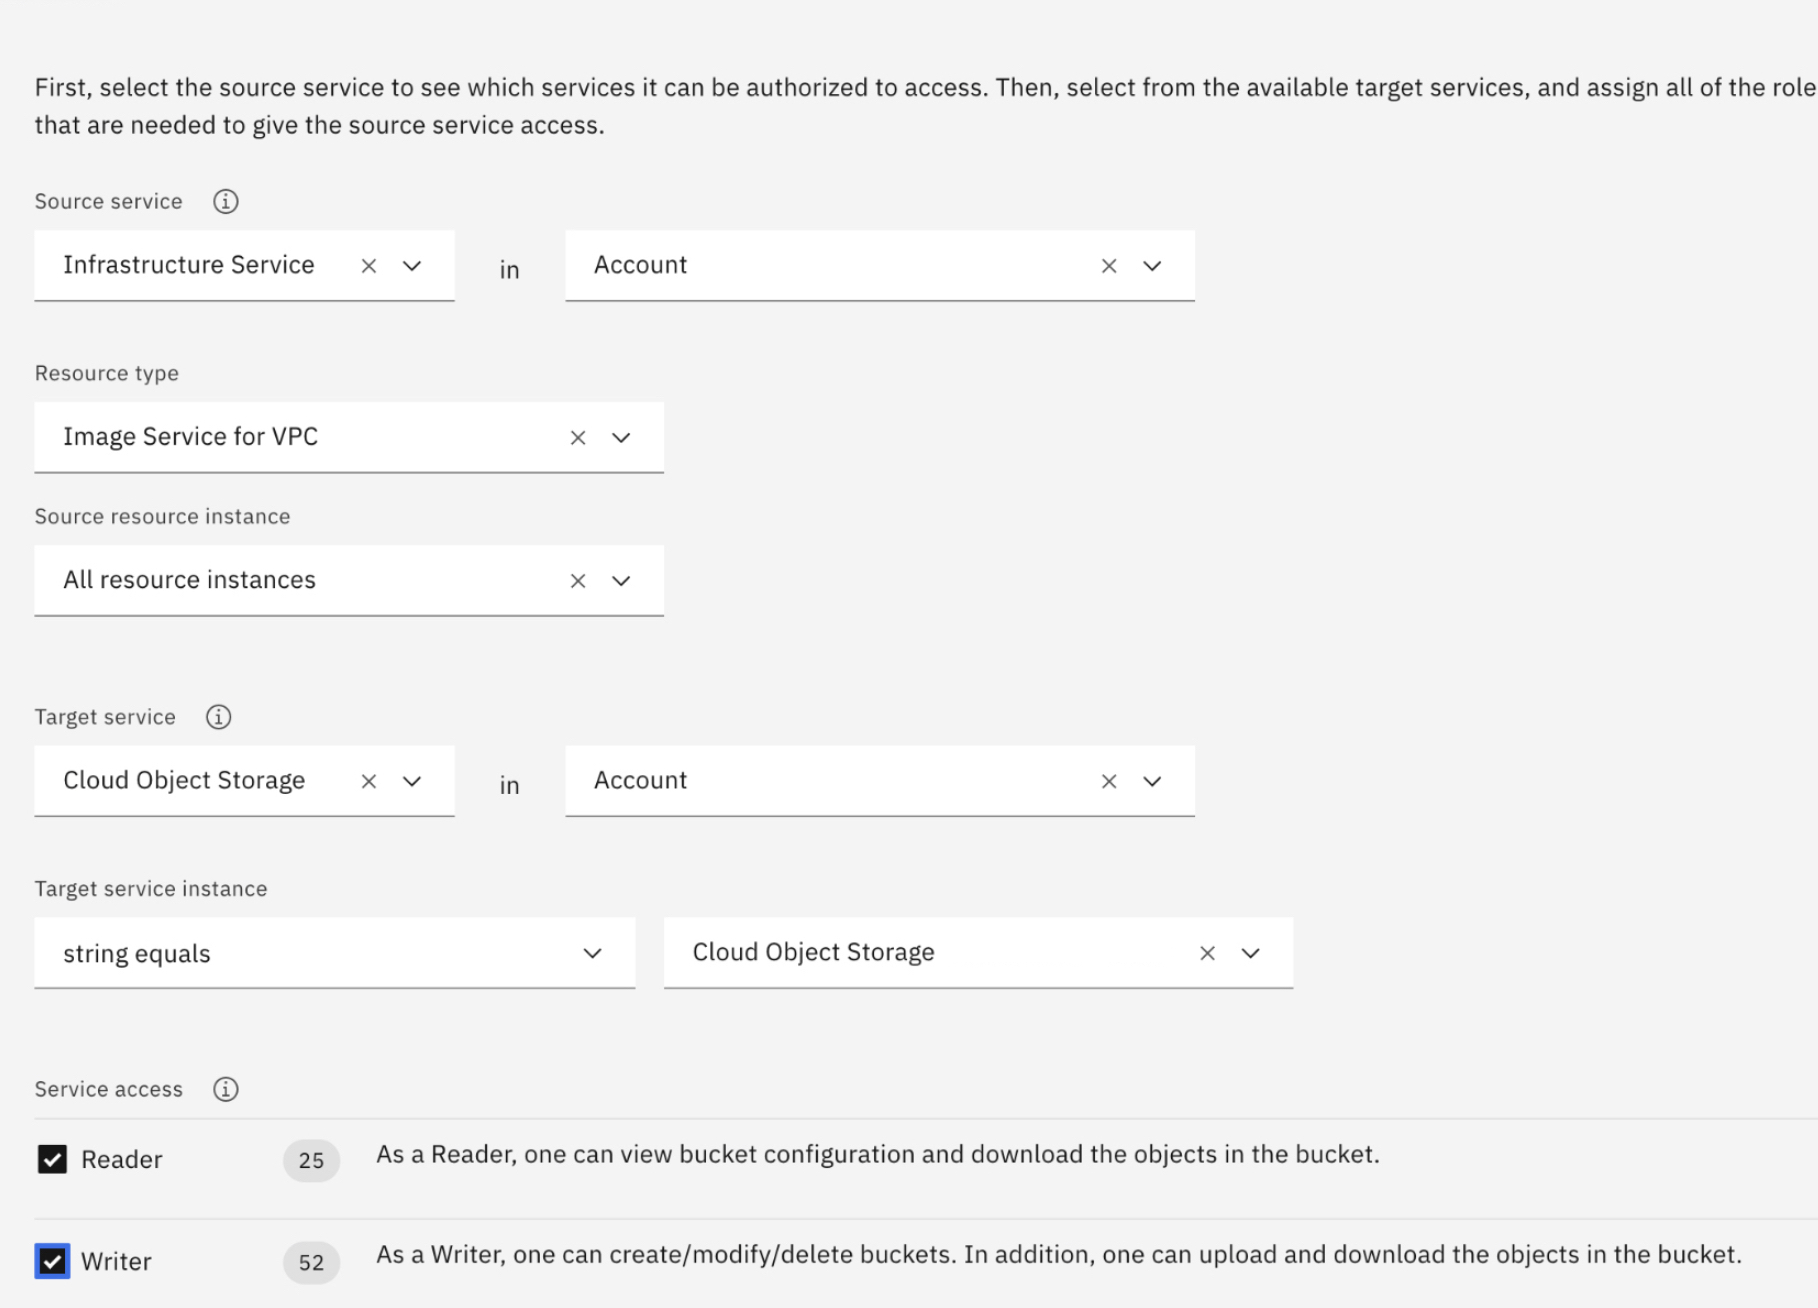 First, select the source service to see which services it can be authorized to access. Then, select from the available target services, and assign all of the role
that are needed to give the source service access.
Source service
Infrastructure Service in Account
Resource type
Image Service for VPC
Source resource instance
All resource instances
Target service
Cloud Object Storage in Account
Target service instance
string equals Cloud Object Storage
Service access
Reader 25 As a Reader, one can view bucket configuration and download the objects in the bucket.
Writer 52 As a Writer, one can create/modify/delete buckets. In addition, one can upload and download the objects in the bucket.